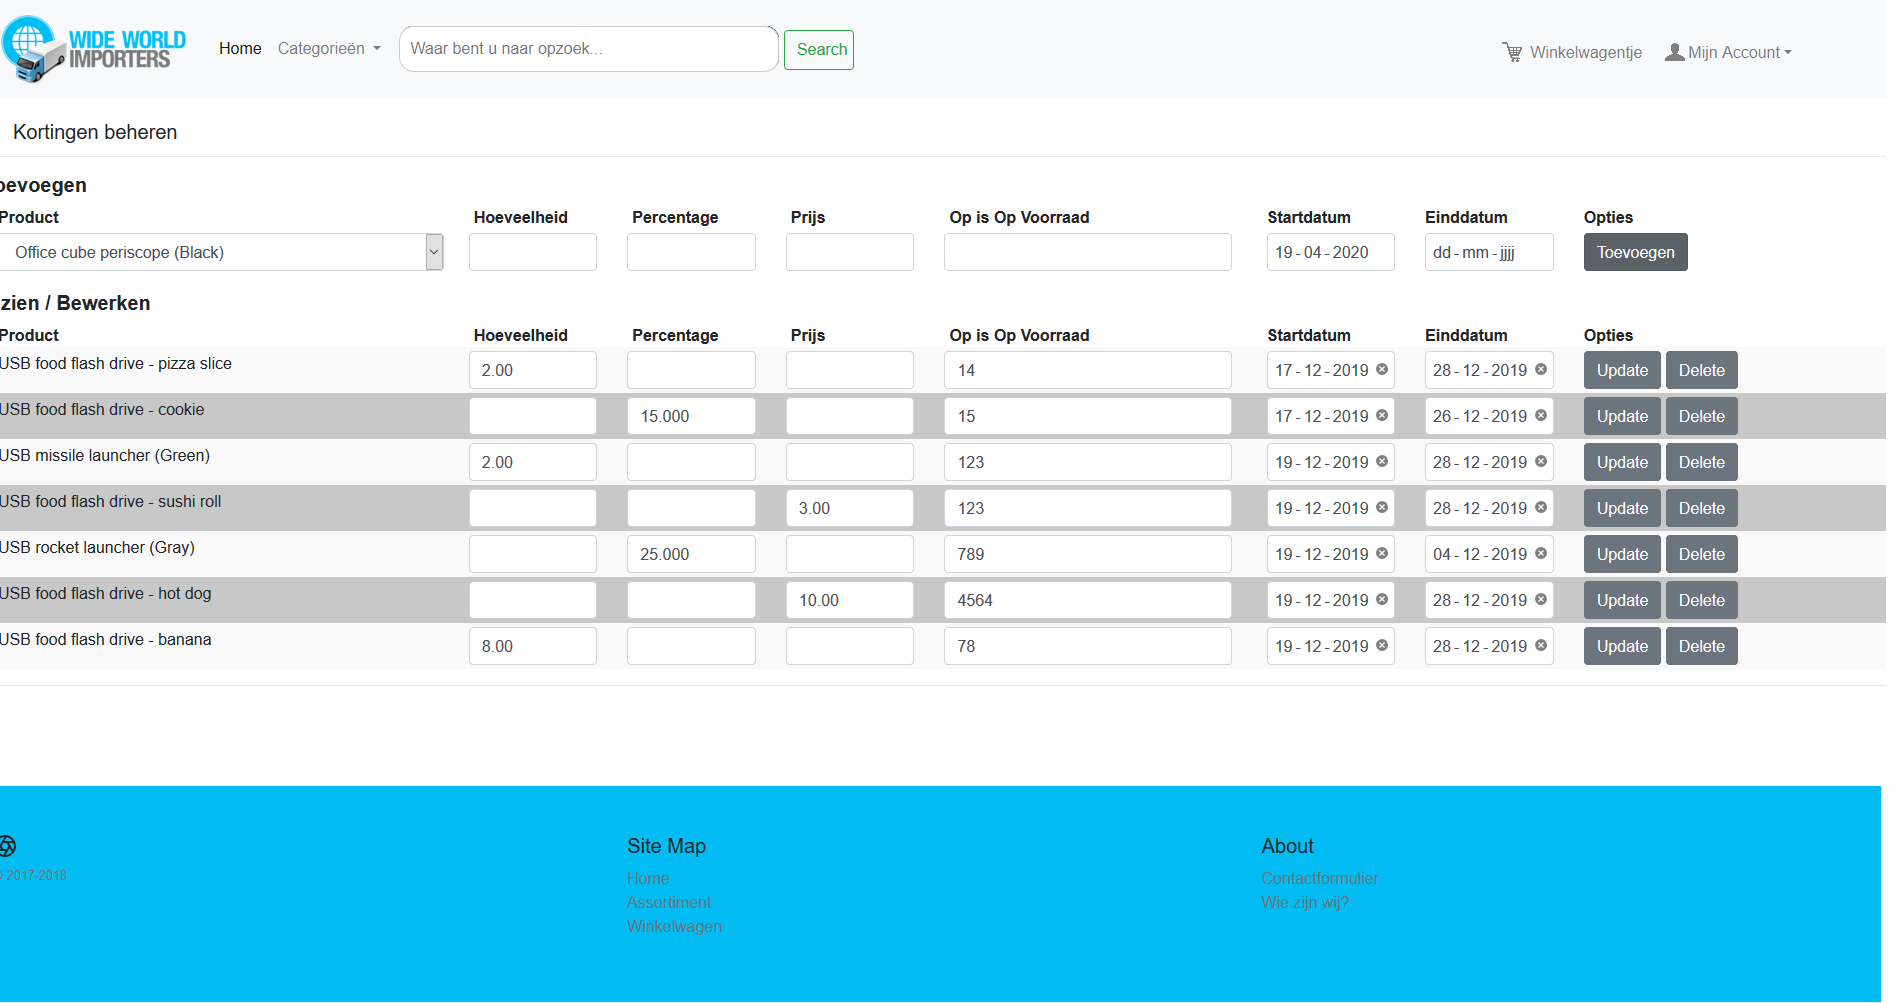 WIDE WORLD IMPORTERS Home Categorieën Waar bent u naar opzoek... Search Winkelwagentje Mijn Account
Kortingen beheren
oevoegen
Product Hoeveelheid Percentage Prijs Op is Op Voorraad Startdatum Einddatum Opties
Office cube periscope (Black) 19-04-2020 dd-mm-jjjj Toevoegen
zien / Bewerken
Product Hoeveelheid Percentage Prijs Op is Op Voorraad Startdatum Einddatum Opties
USB food flash drive - pizza slice 2.00 14 17-12-2019 28-12-2019 Update Delete
USB food flash drive - cookie 15.000 15 17-12-2019 26-12-2019 Update Delete
USB missile launcher (Green) 2.00 123 19-12-2019 28-12-2019 Update Delete
USB food flash drive - sushi roll 3.00 123 19-12-2019 28-12-2019 Update Delete
USB rocket launcher (Gray) 25.000 789 19-12-2019 04-12-2019 Update Delete
USB food flash drive - hot dog 10.00 4564 19-12-2019 28-12-2019 Update Delete
USB food flash drive - banana 8.00 78 19-12-2019 28-12-2019 Update Delete
© 2017-2018
Site Map
Home
Assortiment
Winkelwagen
About
Contactformulier
Wie zijn wij?